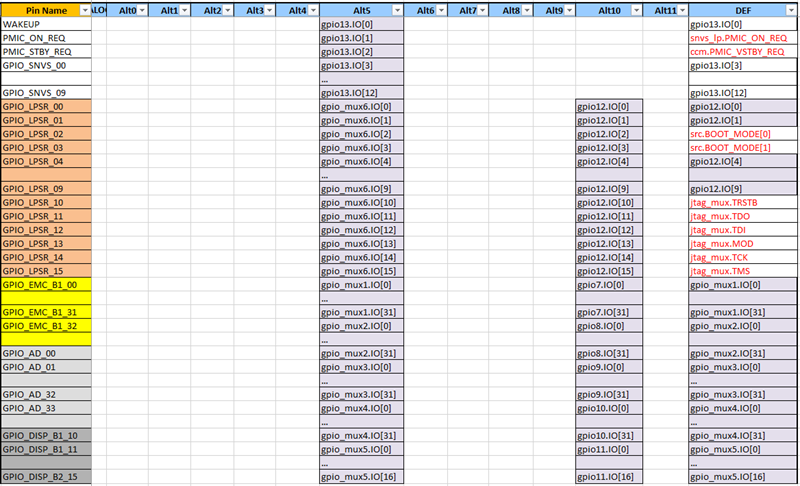 Pin Name ALOG Alt0 Alt1 Alt2 Alt3 Alt4 Alt5 Alt6 Alt7 Alt8 Alt9 Alt10 Alt11 DEF
WAKEUP gpio13.IO[0] gpio13.IO[0]
PMIC_ON_REQ gpio13.IO[1] snvs_lp.PMIC_ON_REQ
PMIC_STBY_REQ gpio13.IO[2] ccm.PMIC_VSTBY_REQ
GPIO_SNVS_00 gpio13.IO[3] gpio13.IO[3]
...
GPIO_SNVS_09 gpio13.IO[12] gpio13.IO[12]
GPIO_LPSR_00 gpio_mux6.IO[0] gpio12.IO[0] gpio12.IO[0]
GPIO_LPSR_01 gpio_mux6.IO[1] gpio12.IO[1] gpio12.IO[1]
GPIO_LPSR_02 gpio_mux6.IO[2] gpio12.IO[2] src.BOOT_MODE[0]
GPIO_LPSR_03 gpio_mux6.IO[3] gpio12.IO[3] src.BOOT_MODE[1]
GPIO_LPSR_04 gpio_mux6.IO[4] gpio12.IO[4] gpio12.IO[4]
...
GPIO_LPSR_09 gpio_mux6.IO[9] gpio12.IO[9] gpio12.IO[9]
GPIO_LPSR_10 gpio_mux6.IO[10] gpio12.IO[10] jtag_mux.TRSTB
GPIO_LPSR_11 gpio_mux6.IO[11] gpio12.IO[11] jtag_mux.TDO
GPIO_LPSR_12 gpio_mux6.IO[12] gpio12.IO[12] jtag_mux.TDI
GPIO_LPSR_13 gpio_mux6.IO[13] gpio12.IO[13] jtag_mux.MOD
GPIO_LPSR_14 gpio_mux6.IO[14] gpio12.IO[14] jtag_mux.TCK
GPIO_LPSR_15 gpio_mux6.IO[15] gpio12.IO[15] jtag_mux.TMS
GPIO_EMC_B1_00 gpio_mux1.IO[0] gpio7.IO[0] gpio_mux1.IO[0]
... ...
GPIO_EMC_B1_31 gpio_mux1.IO[31] gpio7.IO[31] gpio_mux1.IO[31]
GPIO_EMC_B1_32 gpio_mux2.IO[0] gpio8.IO[0] gpio_mux2.IO[0]
... ...
GPIO_AD_00 gpio_mux2.IO[31] gpio8.IO[31] gpio_mux2.IO[31]
GPIO_AD_01 gpio_mux3.IO[0] gpio9.IO[0] gpio_mux3.IO[0]
... ...
GPIO_AD_32 gpio_mux3.IO[31] gpio9.IO[31] gpio_mux3.IO[31]
GPIO_AD_33 gpio_mux4.IO[0] gpio10.IO[0] gpio_mux4.IO[0]
... ...
GPIO_DISP_B1_10 gpio_mux4.IO[31] gpio10.IO[31] gpio_mux4.IO[31]
GPIO_DISP_B1_11 gpio_mux5.IO[0] gpio11.IO[0] gpio_mux5.IO[0]
... ...
GPIO_DISP_B2_15 gpio_mux5.IO[16] gpio11.IO[16] gpio_mux5.IO[16]